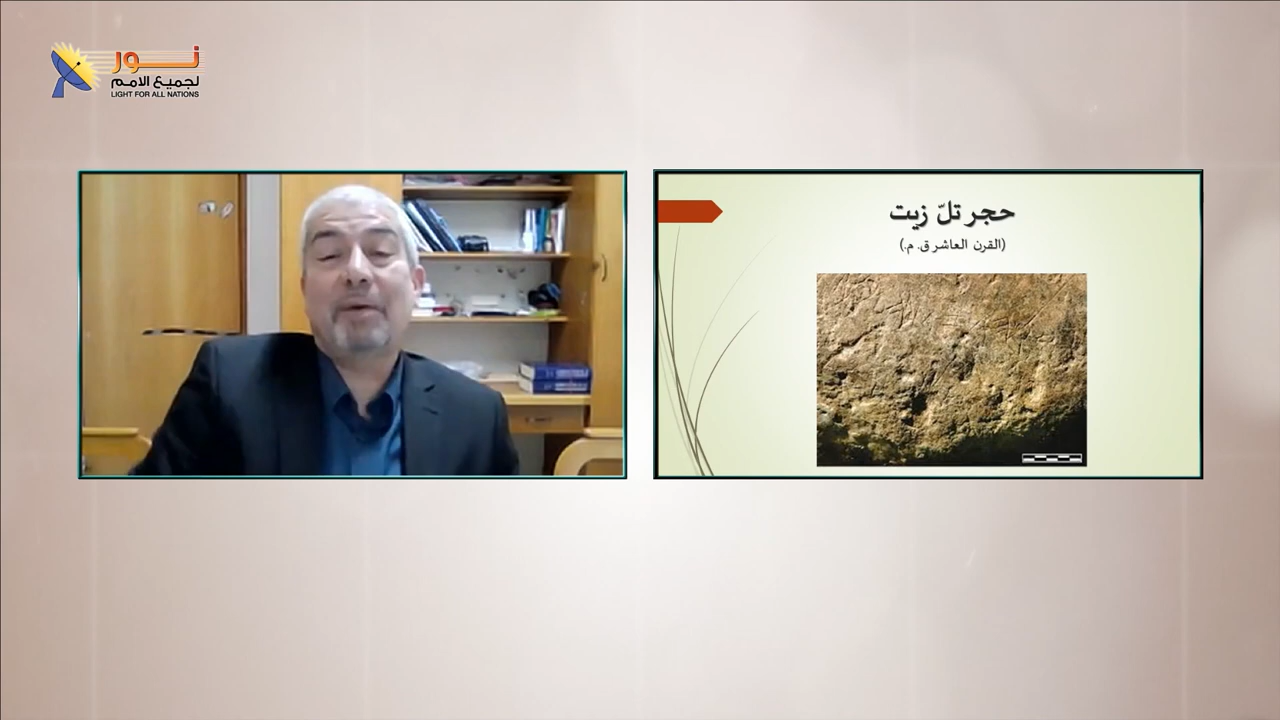 نور
لجميع الامم
LIGHT FOR ALL NATIONS
حجر تلّ زيت
(القرن العاشر ق. م.)